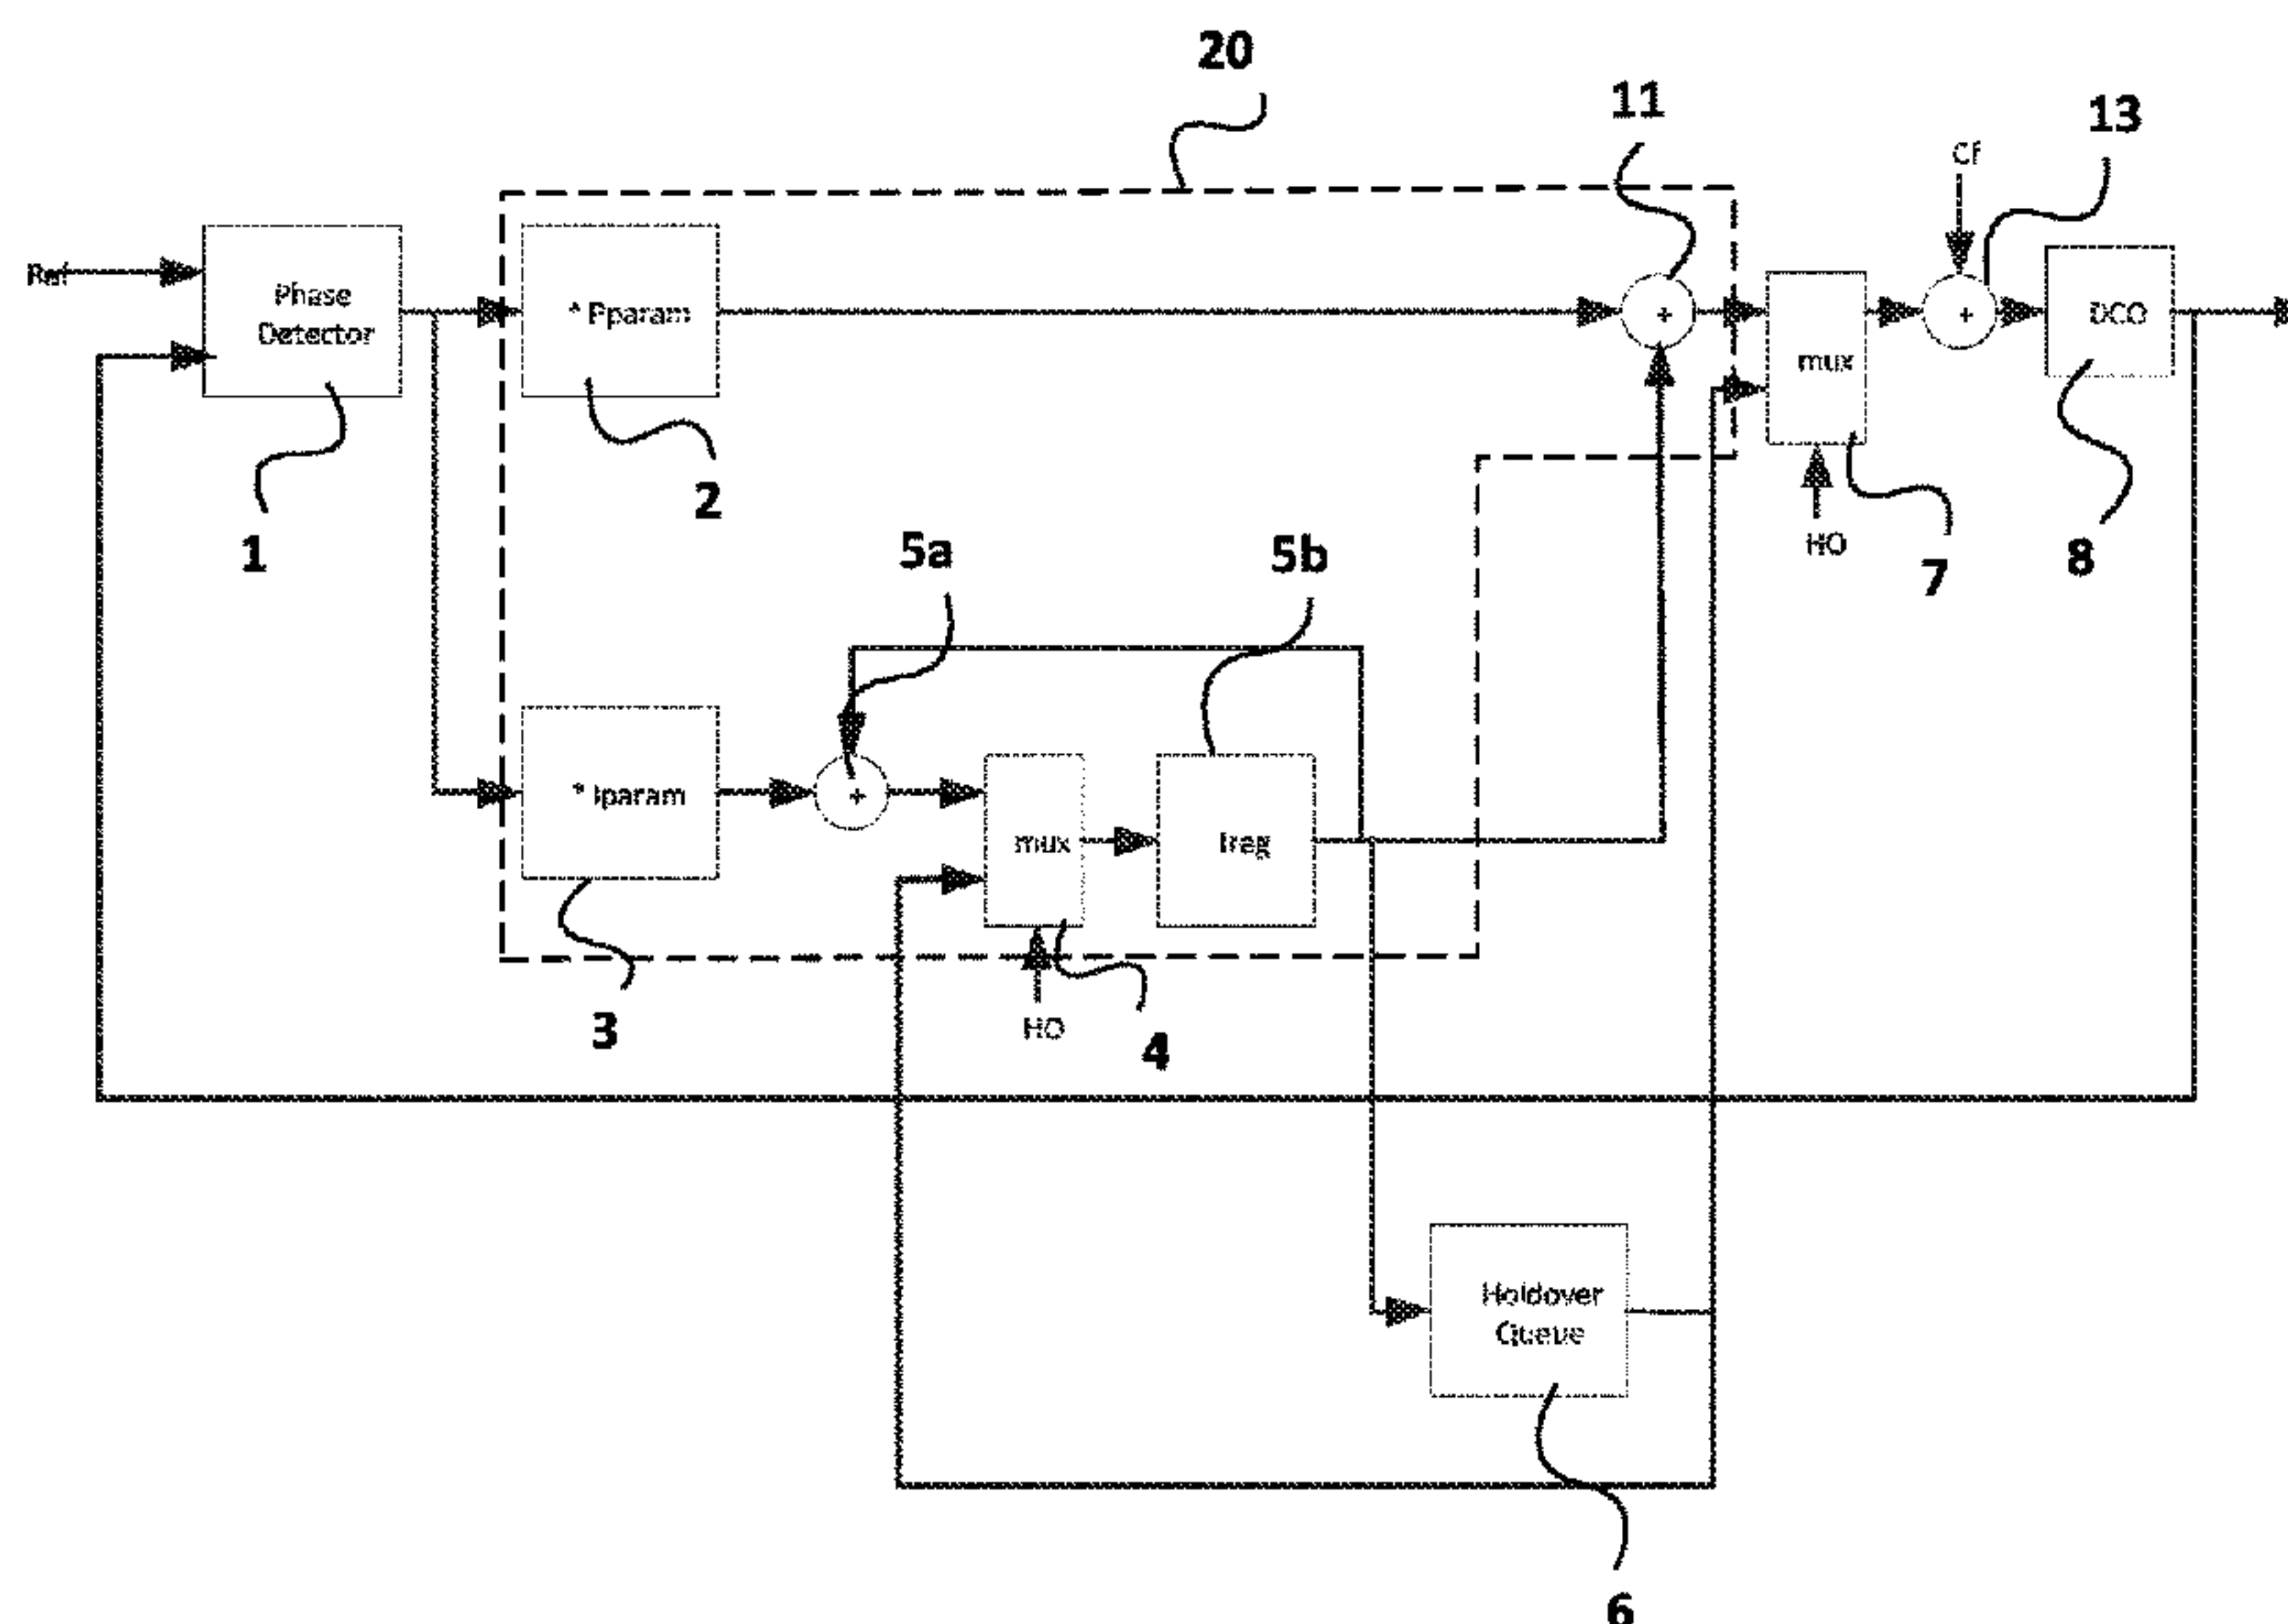 20
11
13
Cf
Ref
Phase
Detector
* Pparam
+
mux
+
DCO
1
2
HO
7
8
5a
5b
* Iparam
+
mux
Ireg
3
HO
4
Holdover
Queue
6